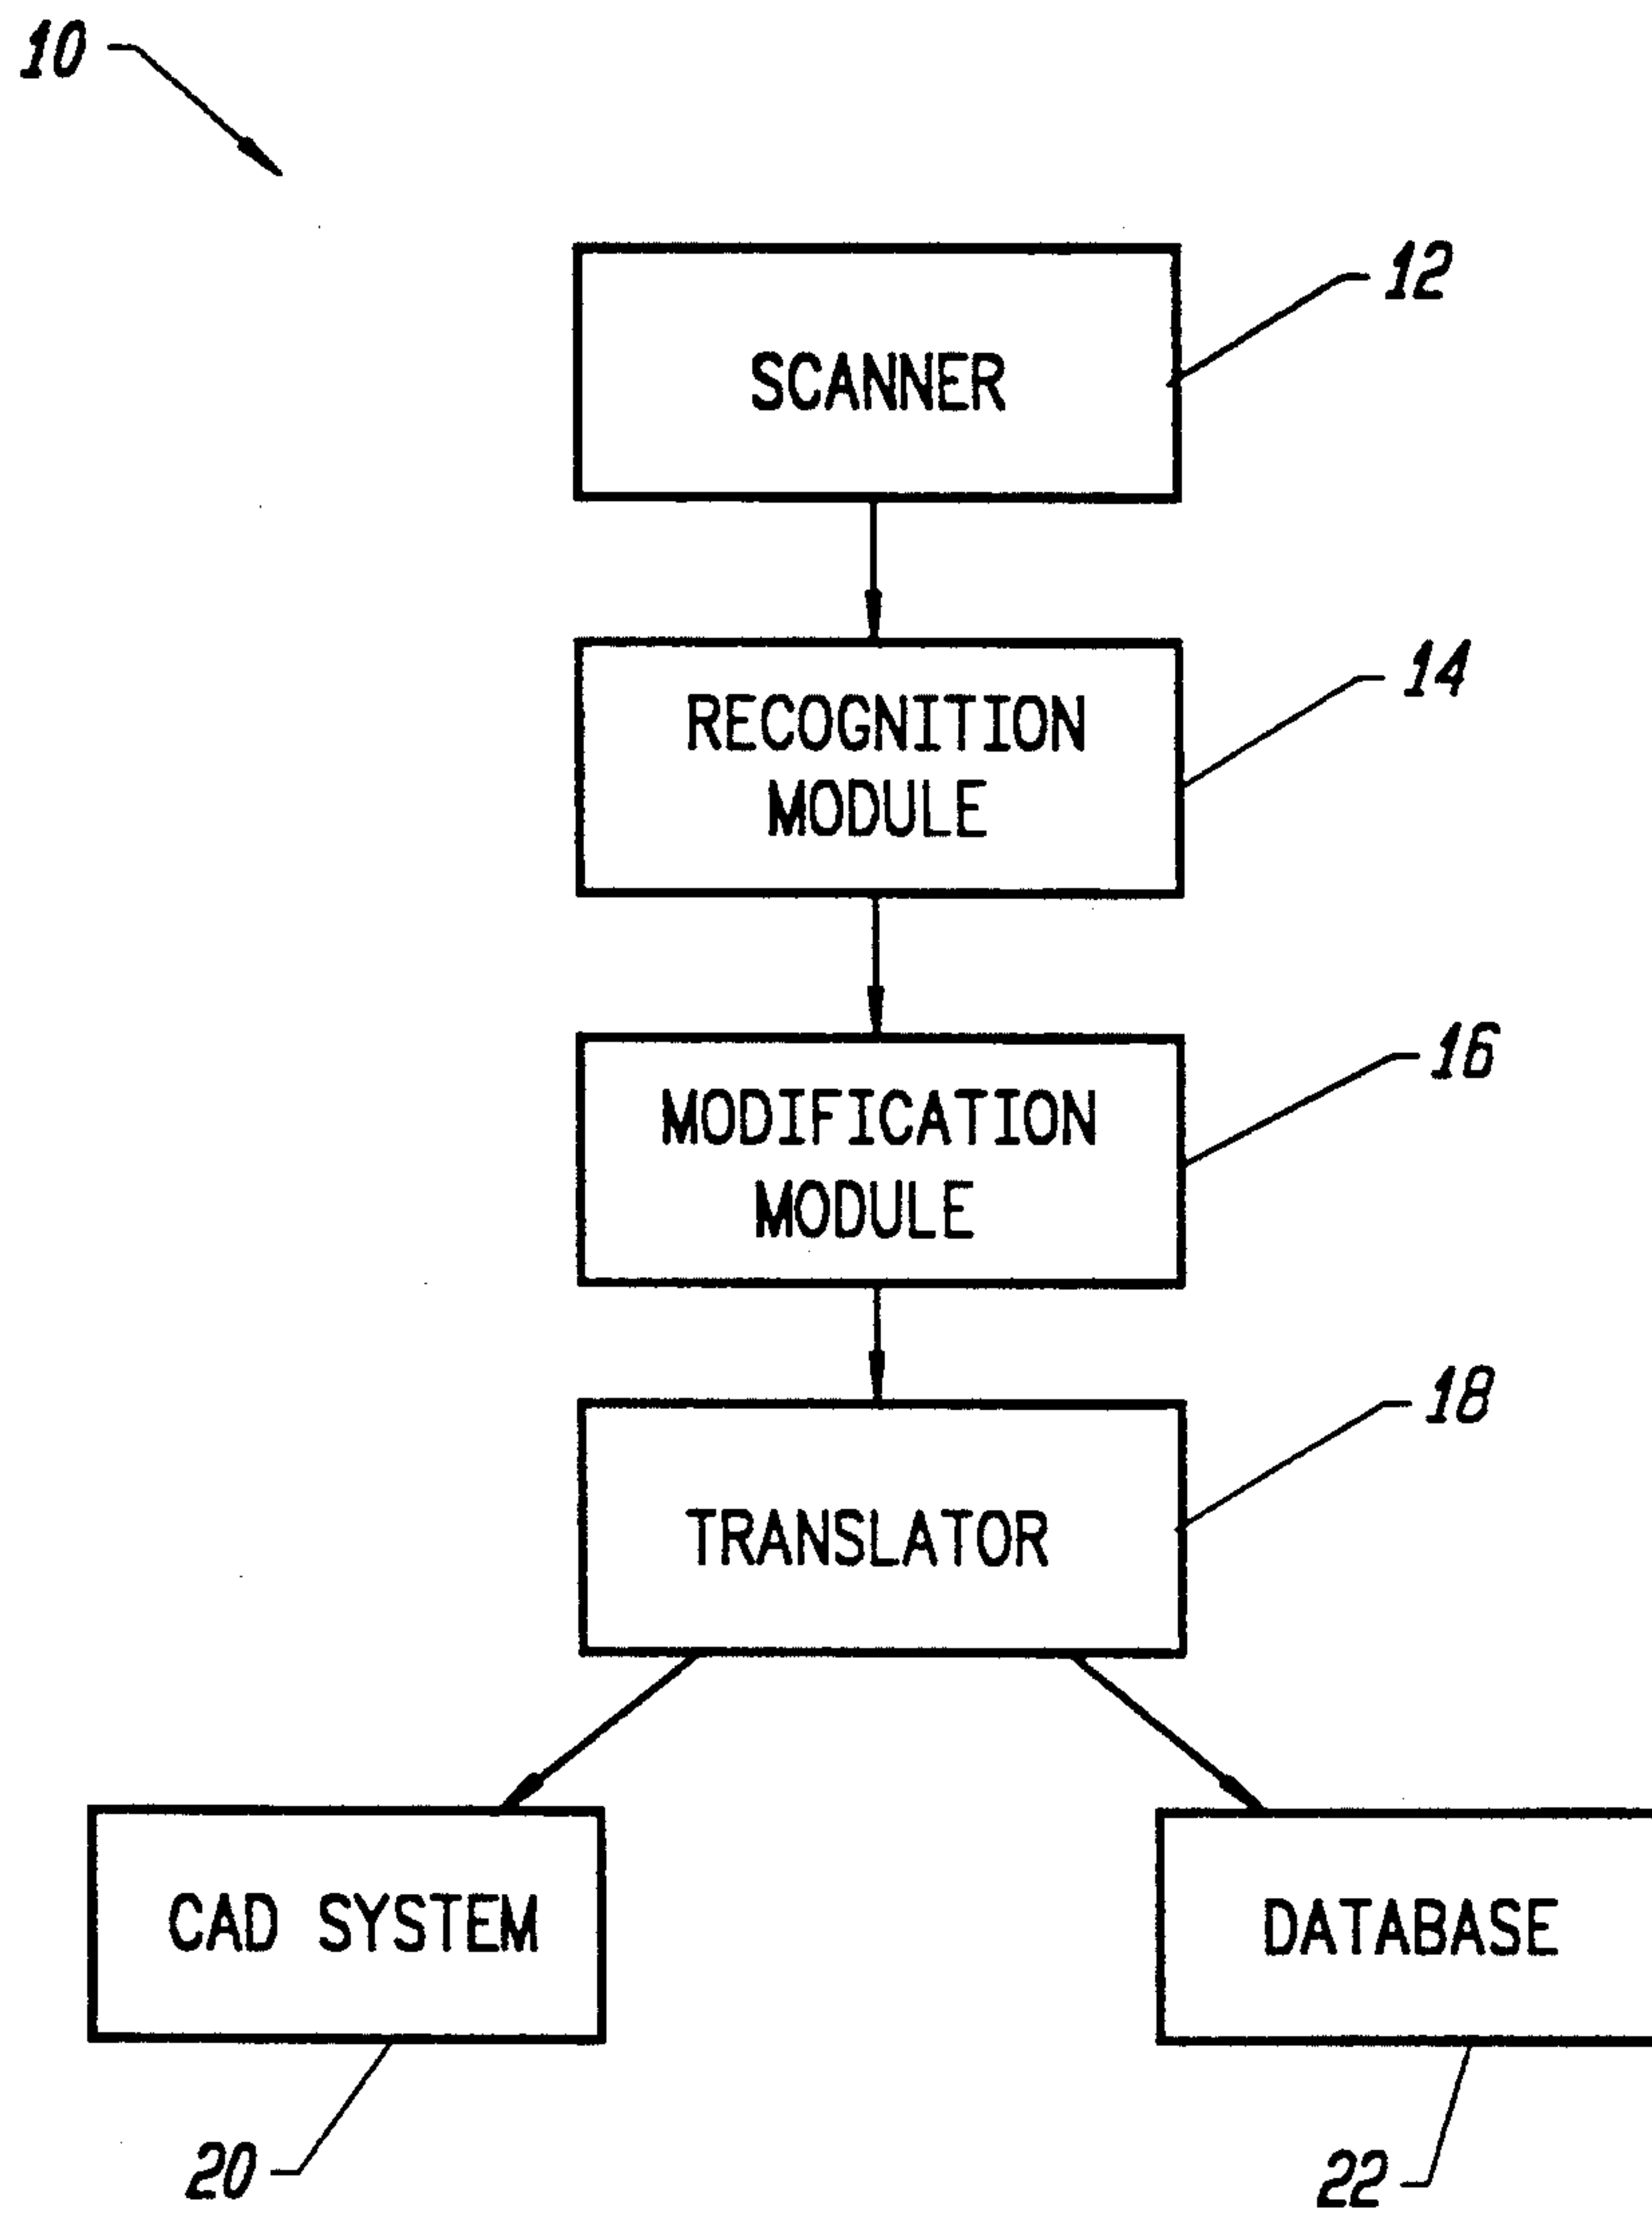 10
12
SCANNER
14
RECOGNITION
MODULE
16
MODIFICATION
MODULE
18
TRANSLATOR
CAD SYSTEM
DATABASE
20
22